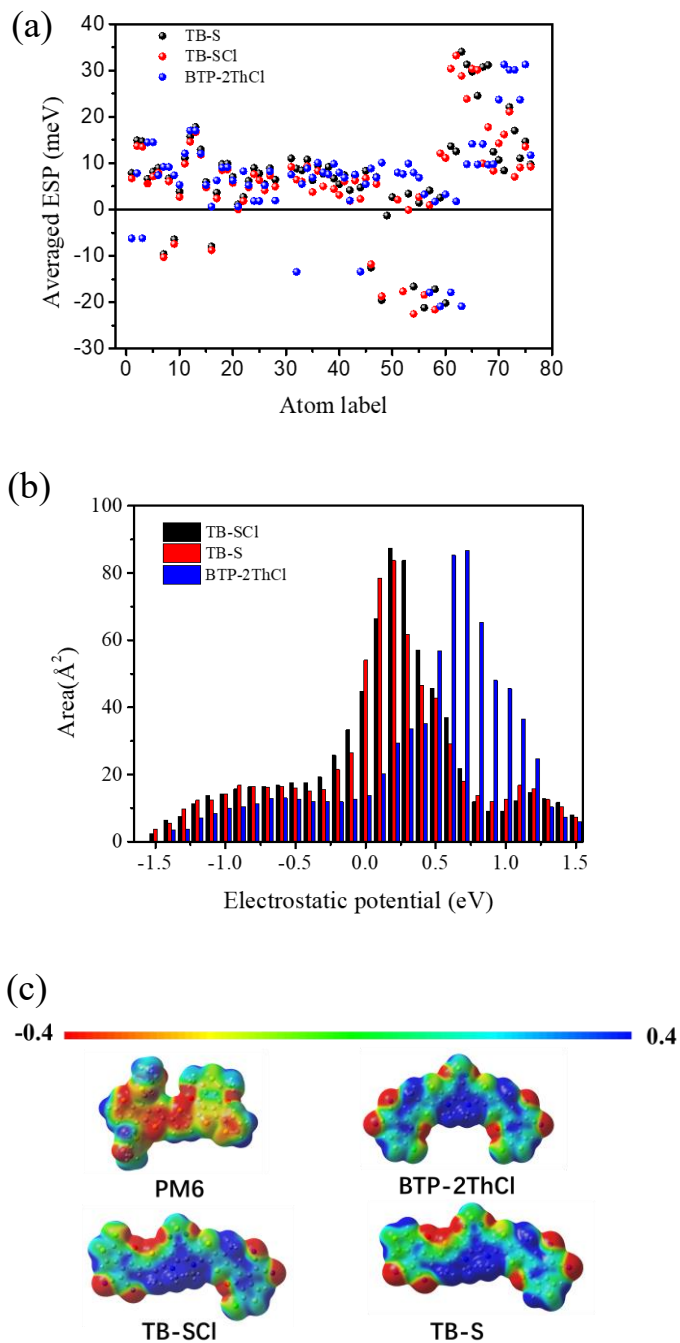 (a)
40
30
20
10
0
-10
-20
-30
Averaged ESP (meV)
TB-S
TB-SCl
BTP-2ThCl
0 10 20 30 40 50 60 70 80
Atom label
(b)
100
80
60
40
20
0
Area(Å²)
TB-SCl
TB-S
BTP-2ThCl
-1.5 -1.0 -0.5 0.0 0.5 1.0 1.5
Electrostatic potential (eV)
(c)
-0.4 0.4
PM6 BTP-2ThCl
TB-SCl TB-S